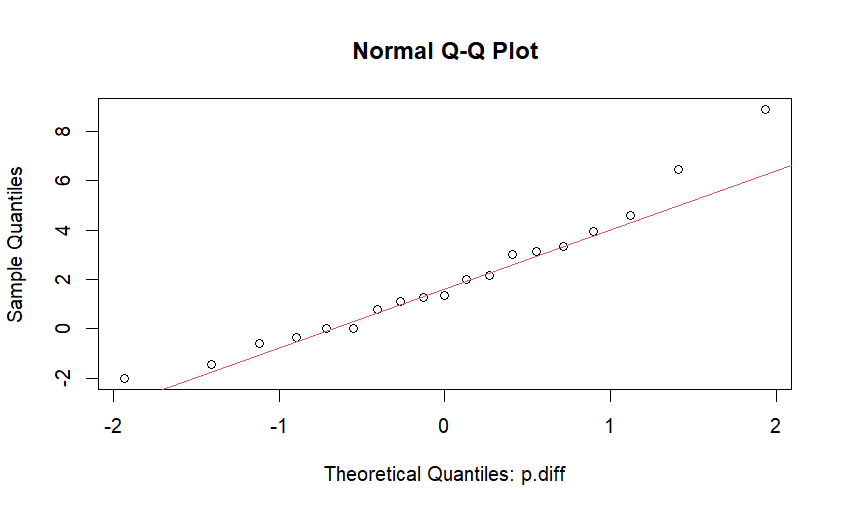 Normal Q-Q Plot
Sample Quantiles
8
6
4
2
0
-2
-2 -1 0 1 2
Theoretical Quantiles: p.diff